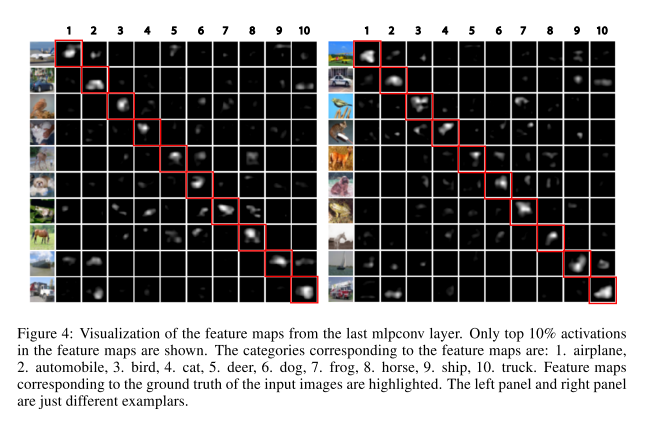 1 2 3 4 5 6 7 8 9 10 1 2 3 4 5 6 7 8 9 10
Figure 4: Visualization of the feature maps from the last mlpconv layer. Only top 10% activations
in the feature maps are shown. The categories corresponding to the feature maps are: 1. airplane,
2. automobile, 3. bird, 4. cat, 5. deer, 6. dog, 7. frog, 8. horse, 9. ship, 10. truck. Feature maps
corresponding to the ground truth of the input images are highlighted. The left panel and right panel
are just different examplars.